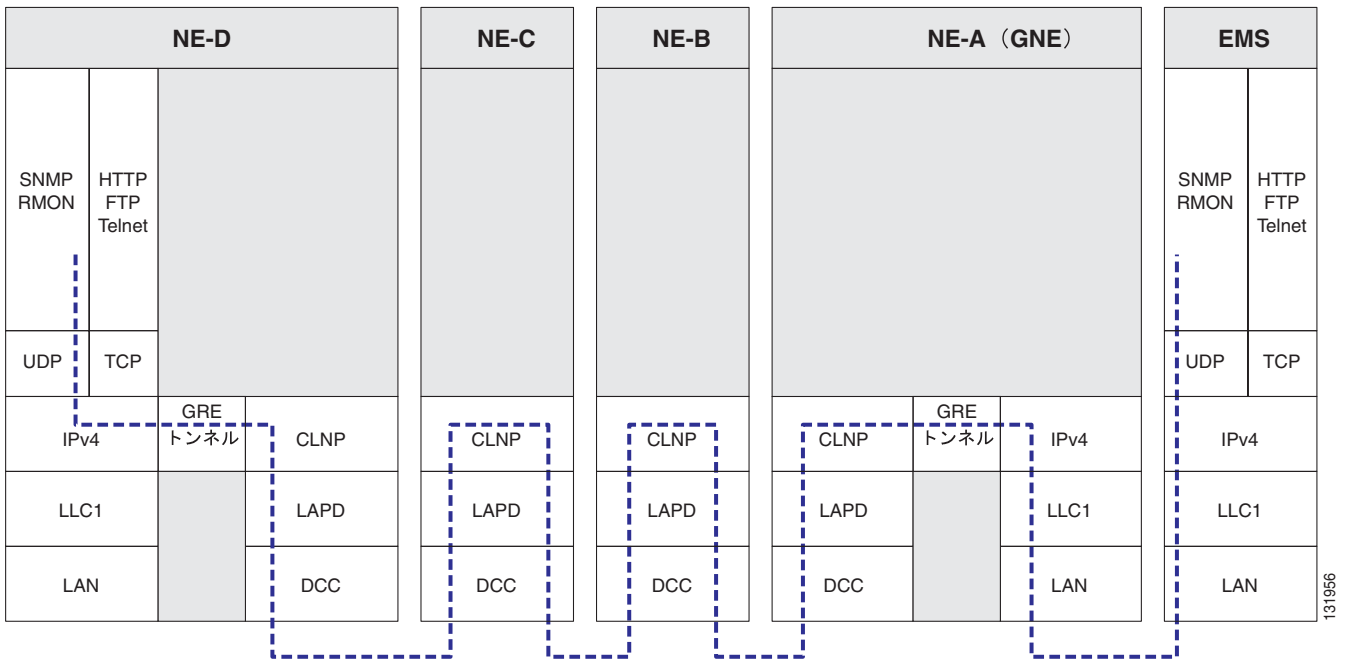 NE-D
NE-C
NE-B
NE-A（GNE）
EMS
SNMP
RMON
HTTP
FTP
Telnet
SNMP
RMON
HTTP
FTP
Telnet
UDP
TCP
UDP
TCP
IPv4
GRE
トンネル
CLNP
CLNP
CLNP
CLNP
GRE
トンネル
IPv4
IPv4
LLC1
LAPD
LAPD
LAPD
LAPD
LLC1
LLC1
LAN
DCC
DCC
DCC
DCC
LAN
LAN
131956